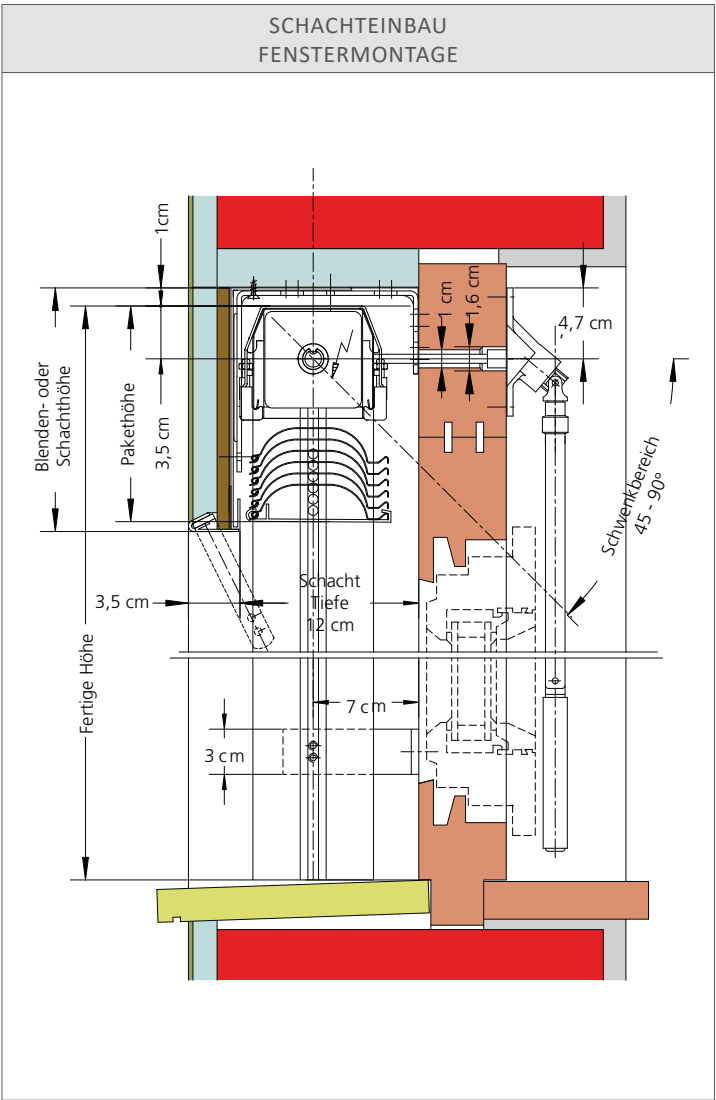 SCHACHTEINBAU
FENSTERMONTAGE
1cm
1 cm
1,6 cm
4,7 cm
Blenden- oder
Schachthöhe
Pakethöhe
3,5 cm
Schwenkbereich
45 - 90°
3,5 cm
Schacht
Tiefe
12 cm
Fertige Höhe
7 cm
3 cm